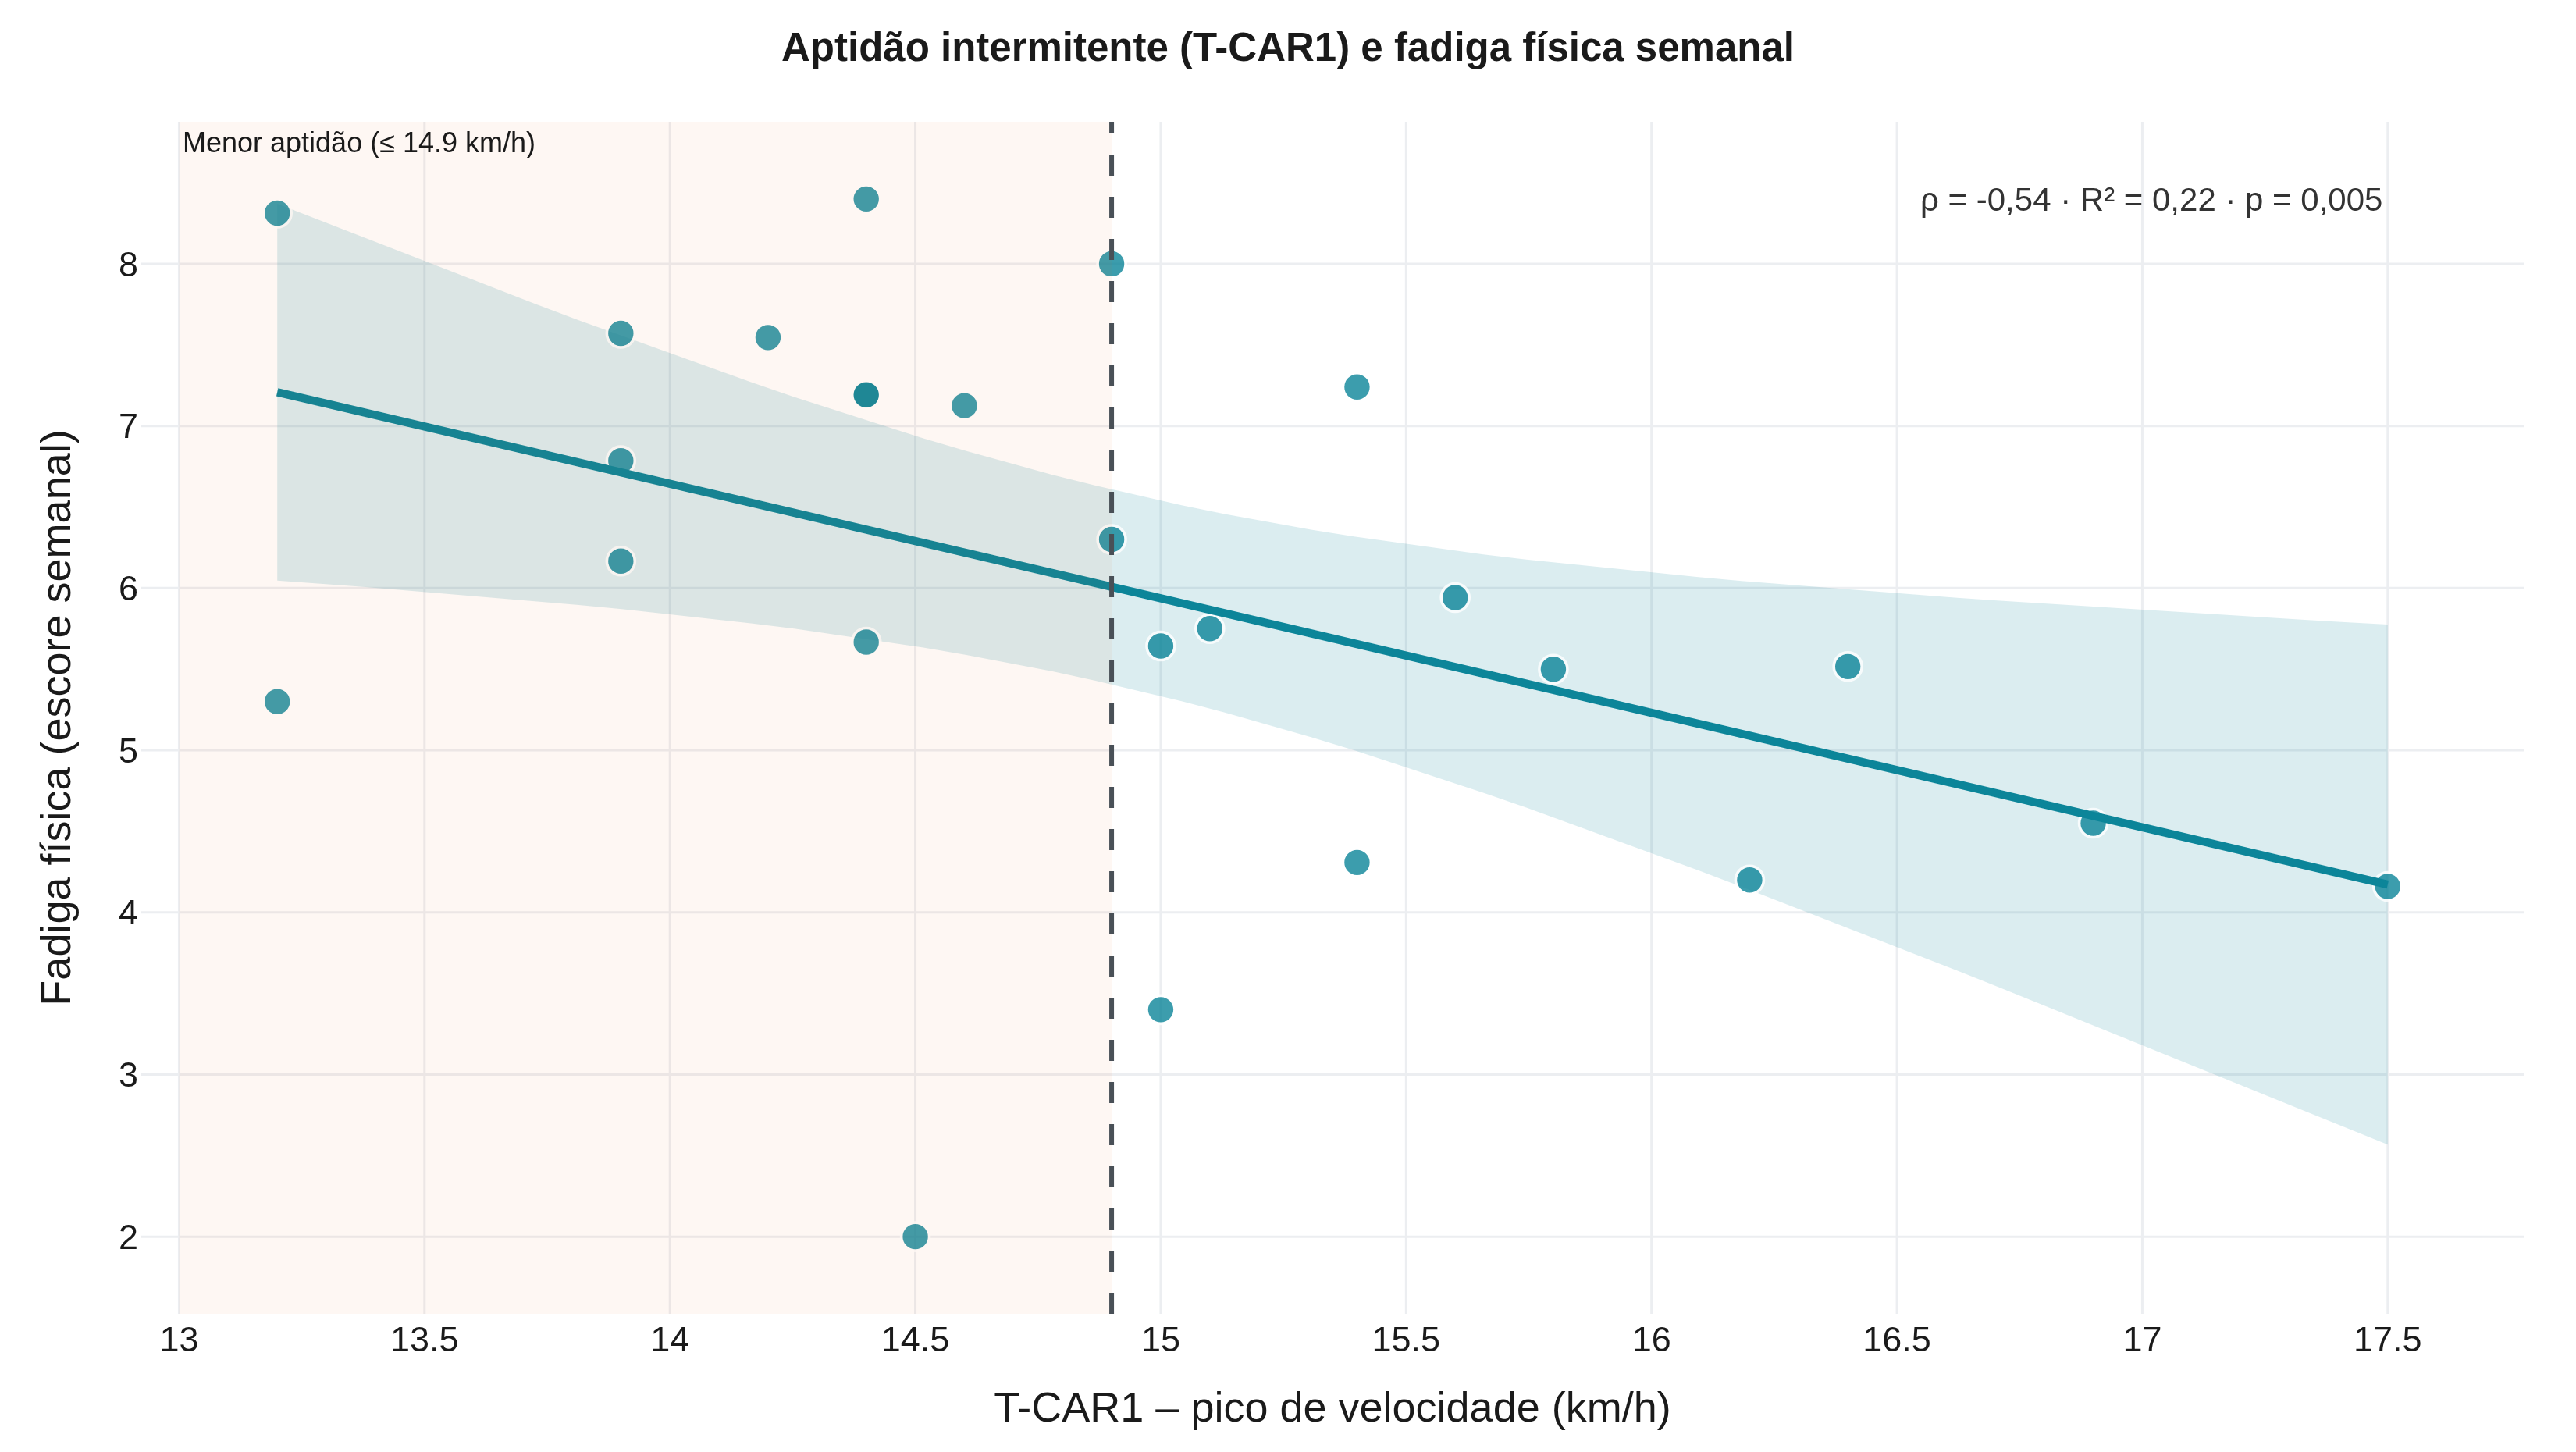 Aptidão intermitente (T-CAR1) e fadiga física semanal
Menor aptidão (≤ 14.9 km/h)
ρ = -0,54 · R² = 0,22 · p = 0,005
Fadiga física (escore semanal)
8
7
6
5
4
3
2
13 13.5 14 14.5 15 15.5 16 16.5 17 17.5
T-CAR1 – pico de velocidade (km/h)